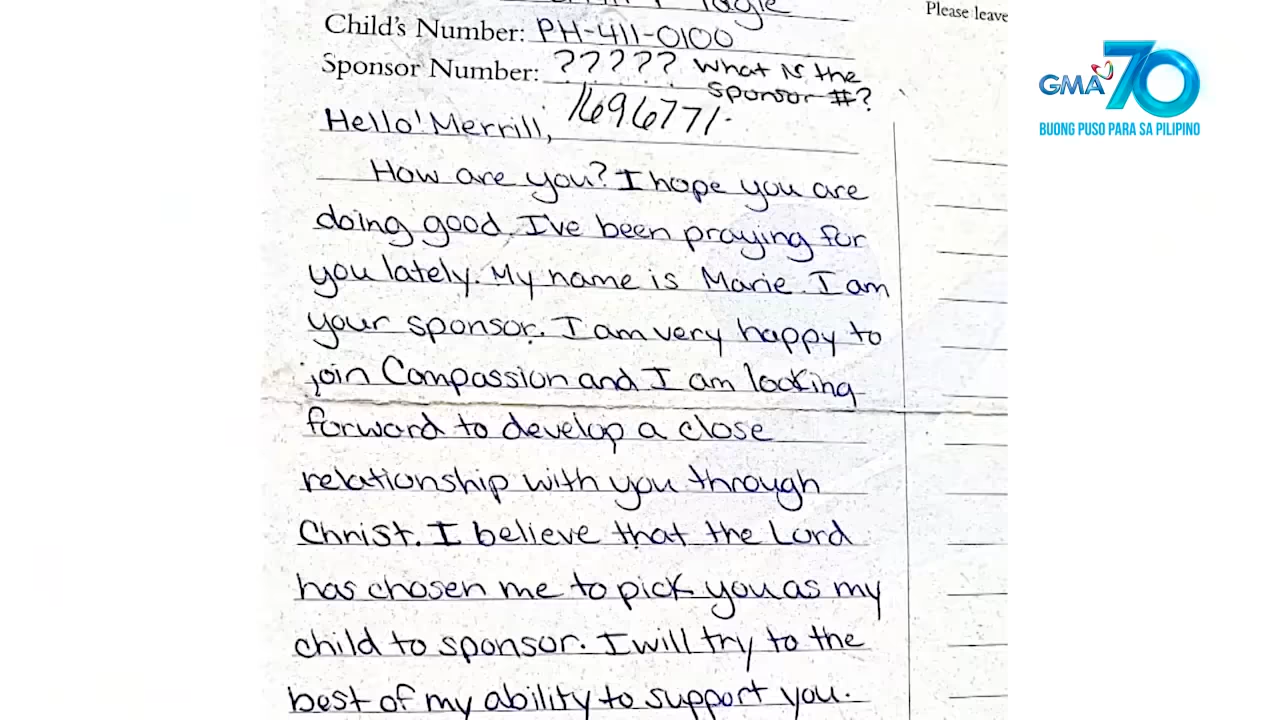 Please leave
Child's Number: PH-411-0100
Sponsor Number: ????? What is the
sponsor #?
1696771.
Hello! Merrill,
How are you? I hope you are
doing good. I've been praying for
you lately. My name is Marie. I am
your sponsor. I am very happy to
join Compassion and I am looking
forward to develop a close
relationship with you through
Christ. I believe that the Lord
has chosen me to pick you as my
child to sponsor. I will try to the
best of my ability to support you.
GMA 70
BUONG PUSO PARA SA PILIPINO